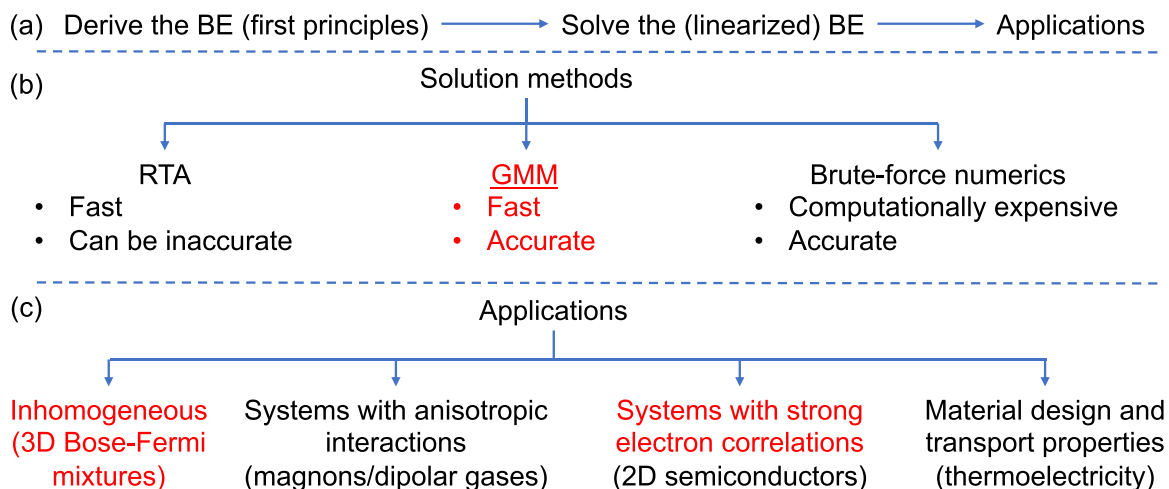 (a) Derive the BE (first principles) Solve the (linearized) BE Applications
(b)
Solution methods
RTA GMM Brute-force numerics
• Fast • Fast • Computationally expensive
• Can be inaccurate • Accurate • Accurate
(c)
Applications
Inhomogeneous Systems with anisotropic Systems with strong Material design and
(3D Bose-Fermi interactions electron correlations transport properties
mixtures) (magnons/dipolar gases) (2D semiconductors) (thermoelectricity)